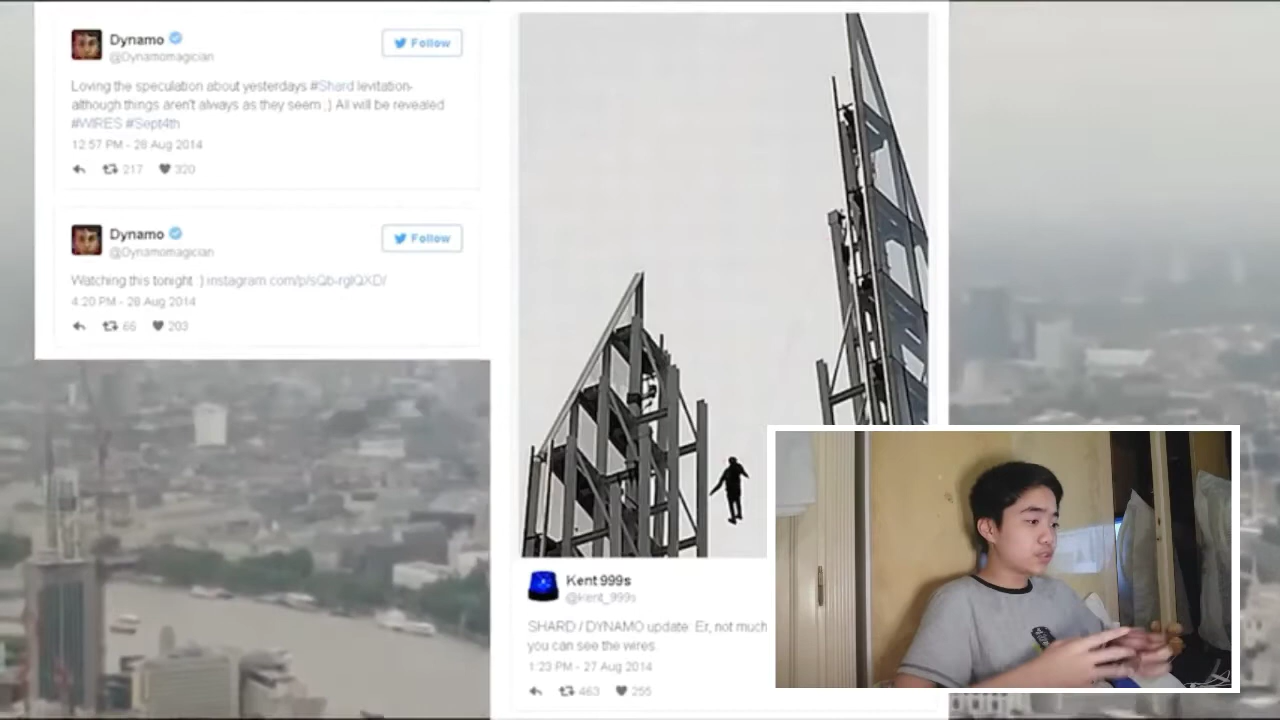 Dynamo
@Dynamomagician
Follow
Loving the speculation about yesterdays #Shard levitation-
although things aren't always as they seem ;) All will be revealed
#WIRES #Sept4th
12:57 PM - 28 Aug 2014
217 320
Dynamo
@Dynamomagician
Follow
Watching this tonight :) instagram.com/p/sQb-rglQXD/
4:20 PM - 28 Aug 2014
66 203
Kent 999s
@kent_999s
SHARD / DYNAMO update: Er, not much
you can see the wires.
1:23 PM - 27 Aug 2014
463 255